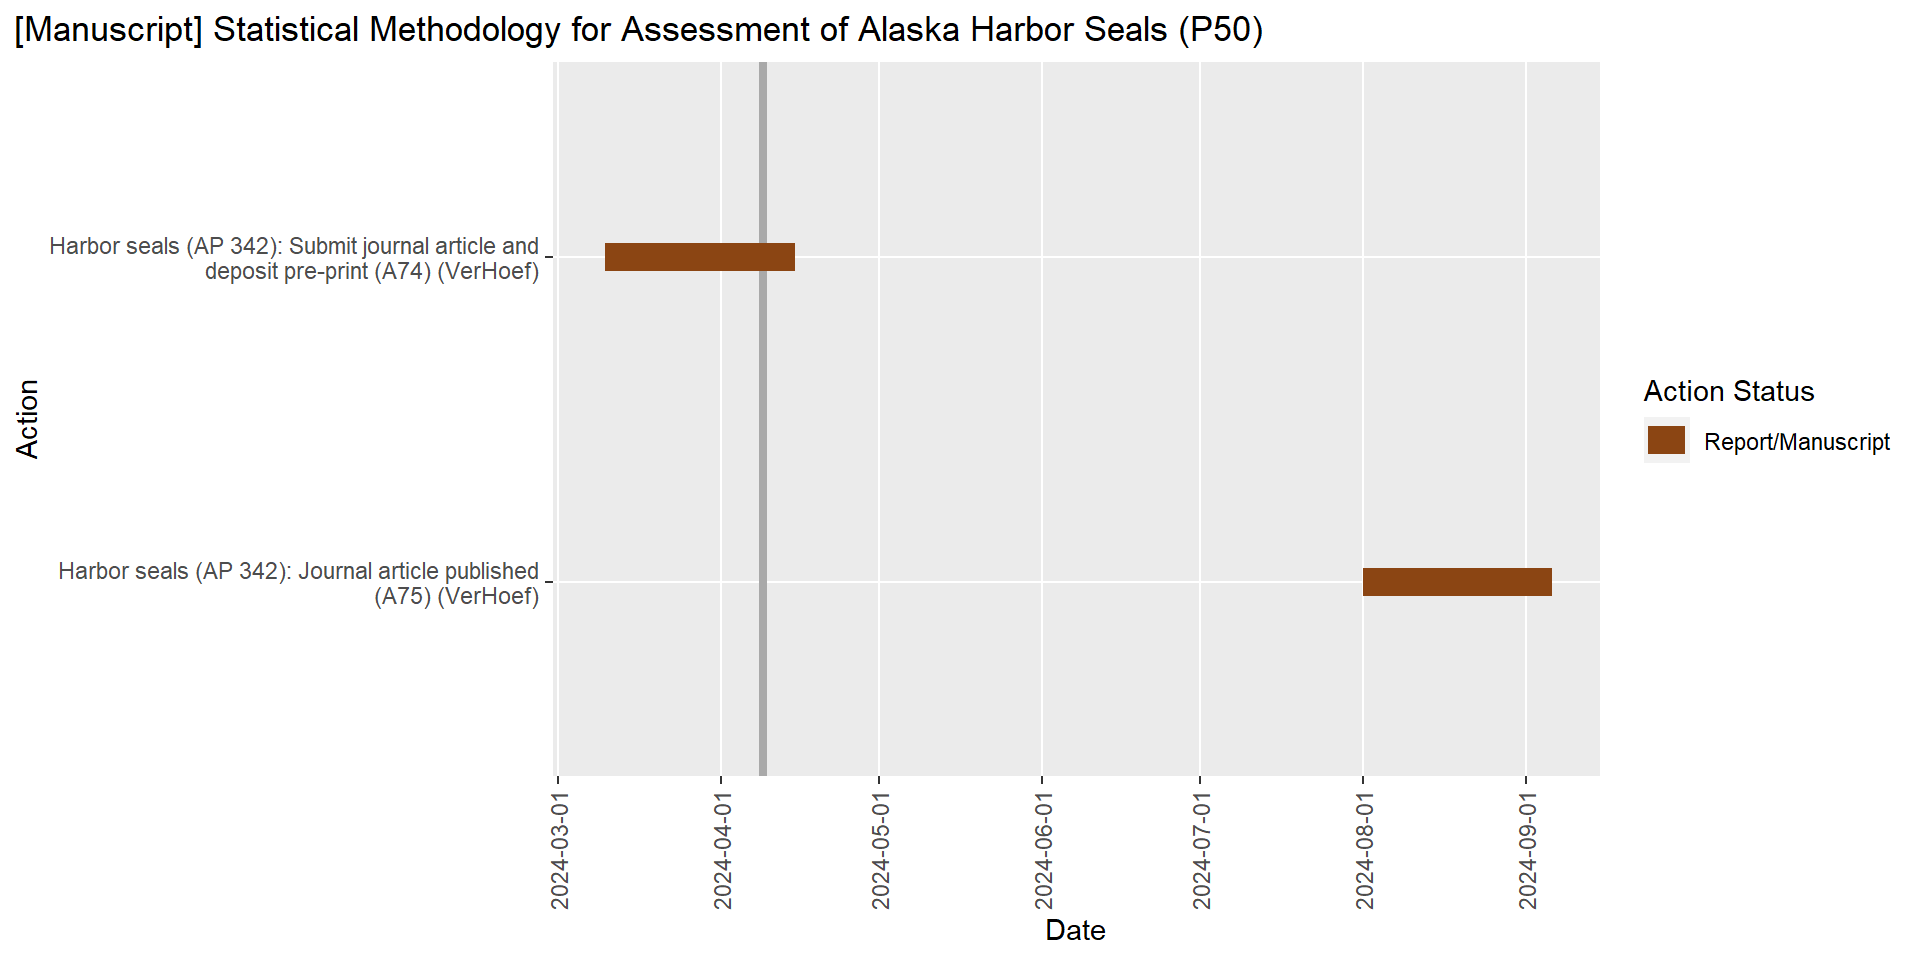 [Manuscript] Statistical Methodology for Assessment of Alaska Harbor Seals (P50)
Action
Harbor seals (AP 342): Submit journal article and
deposit pre-print (A74) (VerHoef)
Harbor seals (AP 342): Journal article published
(A75) (VerHoef)
2024-03-01
2024-04-01
2024-05-01
2024-06-01
2024-07-01
2024-08-01
2024-09-01
Date
Action Status
Report/Manuscript